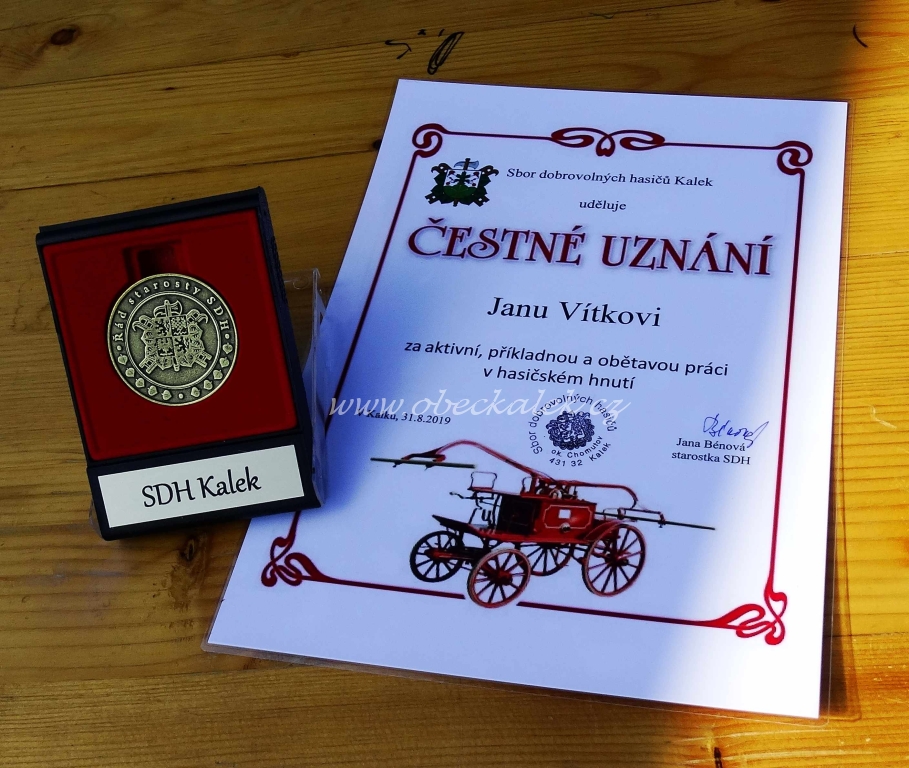 Sbor dobrovolných hasičů Kalek
uděluje
ČESTNÉ UZNÁNÍ
Janu Vítkovi
za aktivní, příkladnou a obětavou práci
v hasičském hnutí
Kalku, 31.8.2019
Sbor dobrovolných hasičů
ok. Chomutov
431 32 Kalek
Jana Bénová
starostka SDH
Řád starosty SDH
SDH Kalek
www.obeckalek.cz